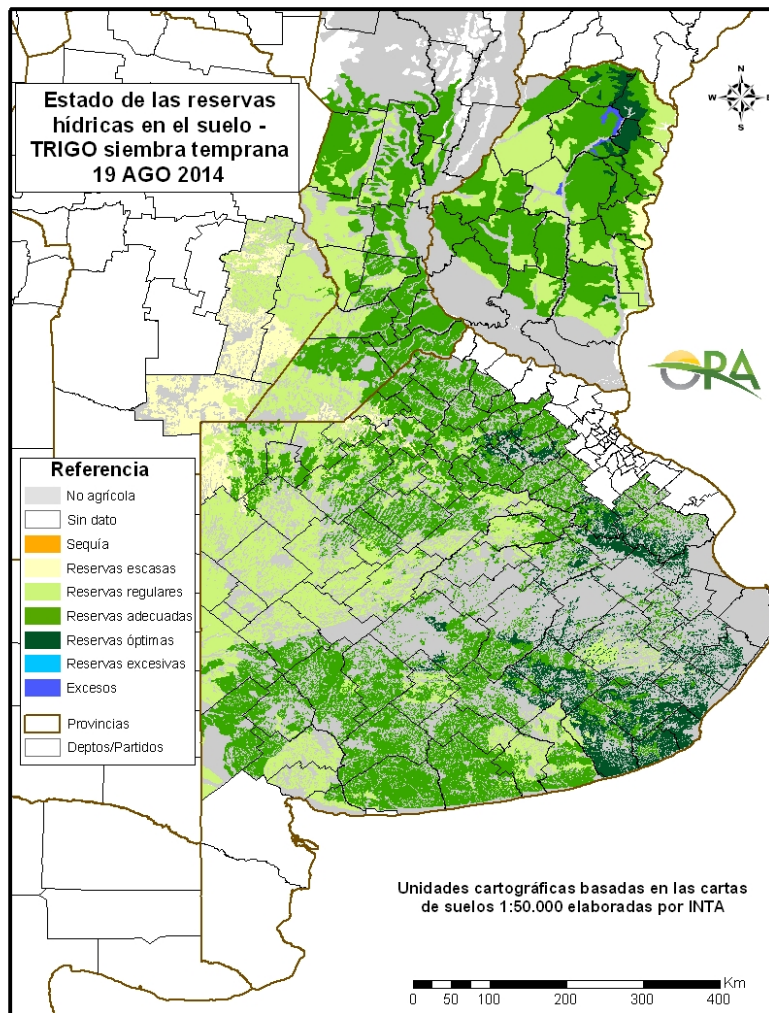 Estado de las reservas
hídricas en el suelo -
TRIGO siembra temprana
19 AGO 2014
N
W E
S
OPA
Referencia
No agrícola
Sin dato
Sequía
Reservas escasas
Reservas regulares
Reservas adecuadas
Reservas óptimas
Reservas excesivas
Excesos
Provincias
Deptos/Partidos
Unidades cartográficas basadas en las cartas
de suelos 1:50.000 elaboradas por INTA
Km
0 25 50 100 200 300 400